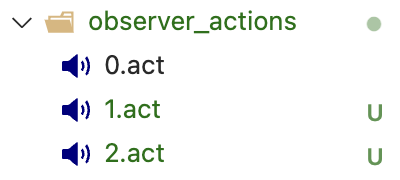 observer_actions
0.act
1.act U
2.act U